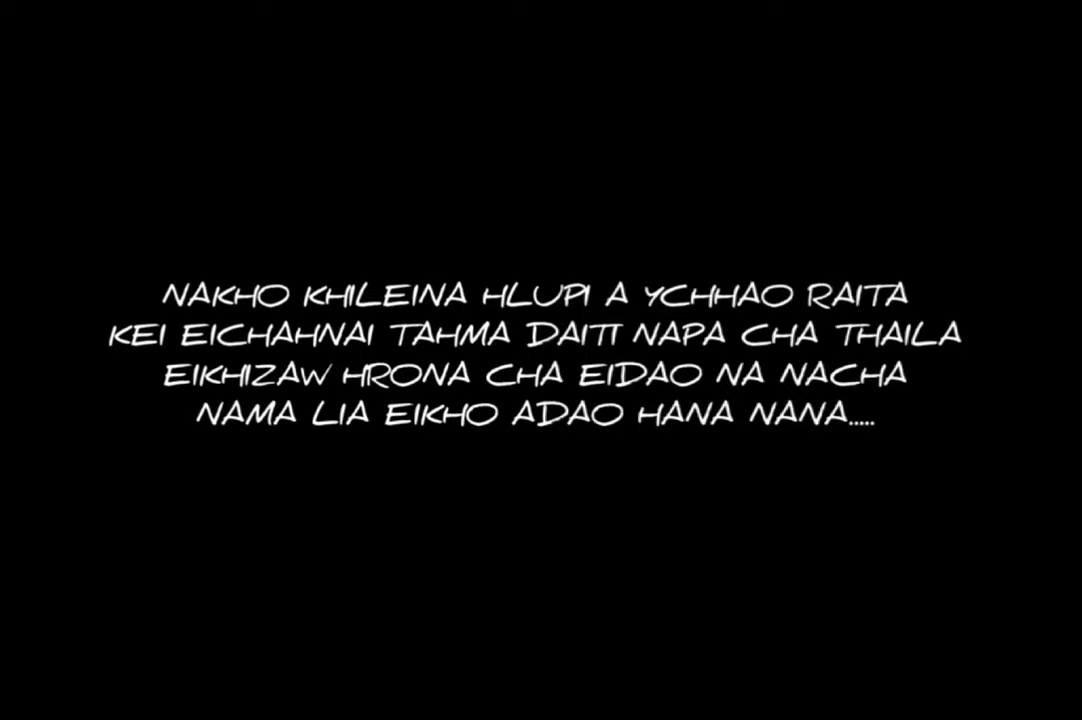 NAKHO KHILEINA HLUPI A YCHHAO RAITA
KEI EICHAHNAI TAHMA DAITI NAPA CHA THAILA
EIKHIZAW HRONA CHA EIDAO NA NACHA
NAMA LIA EIKHO ADAO HANA NANA.....